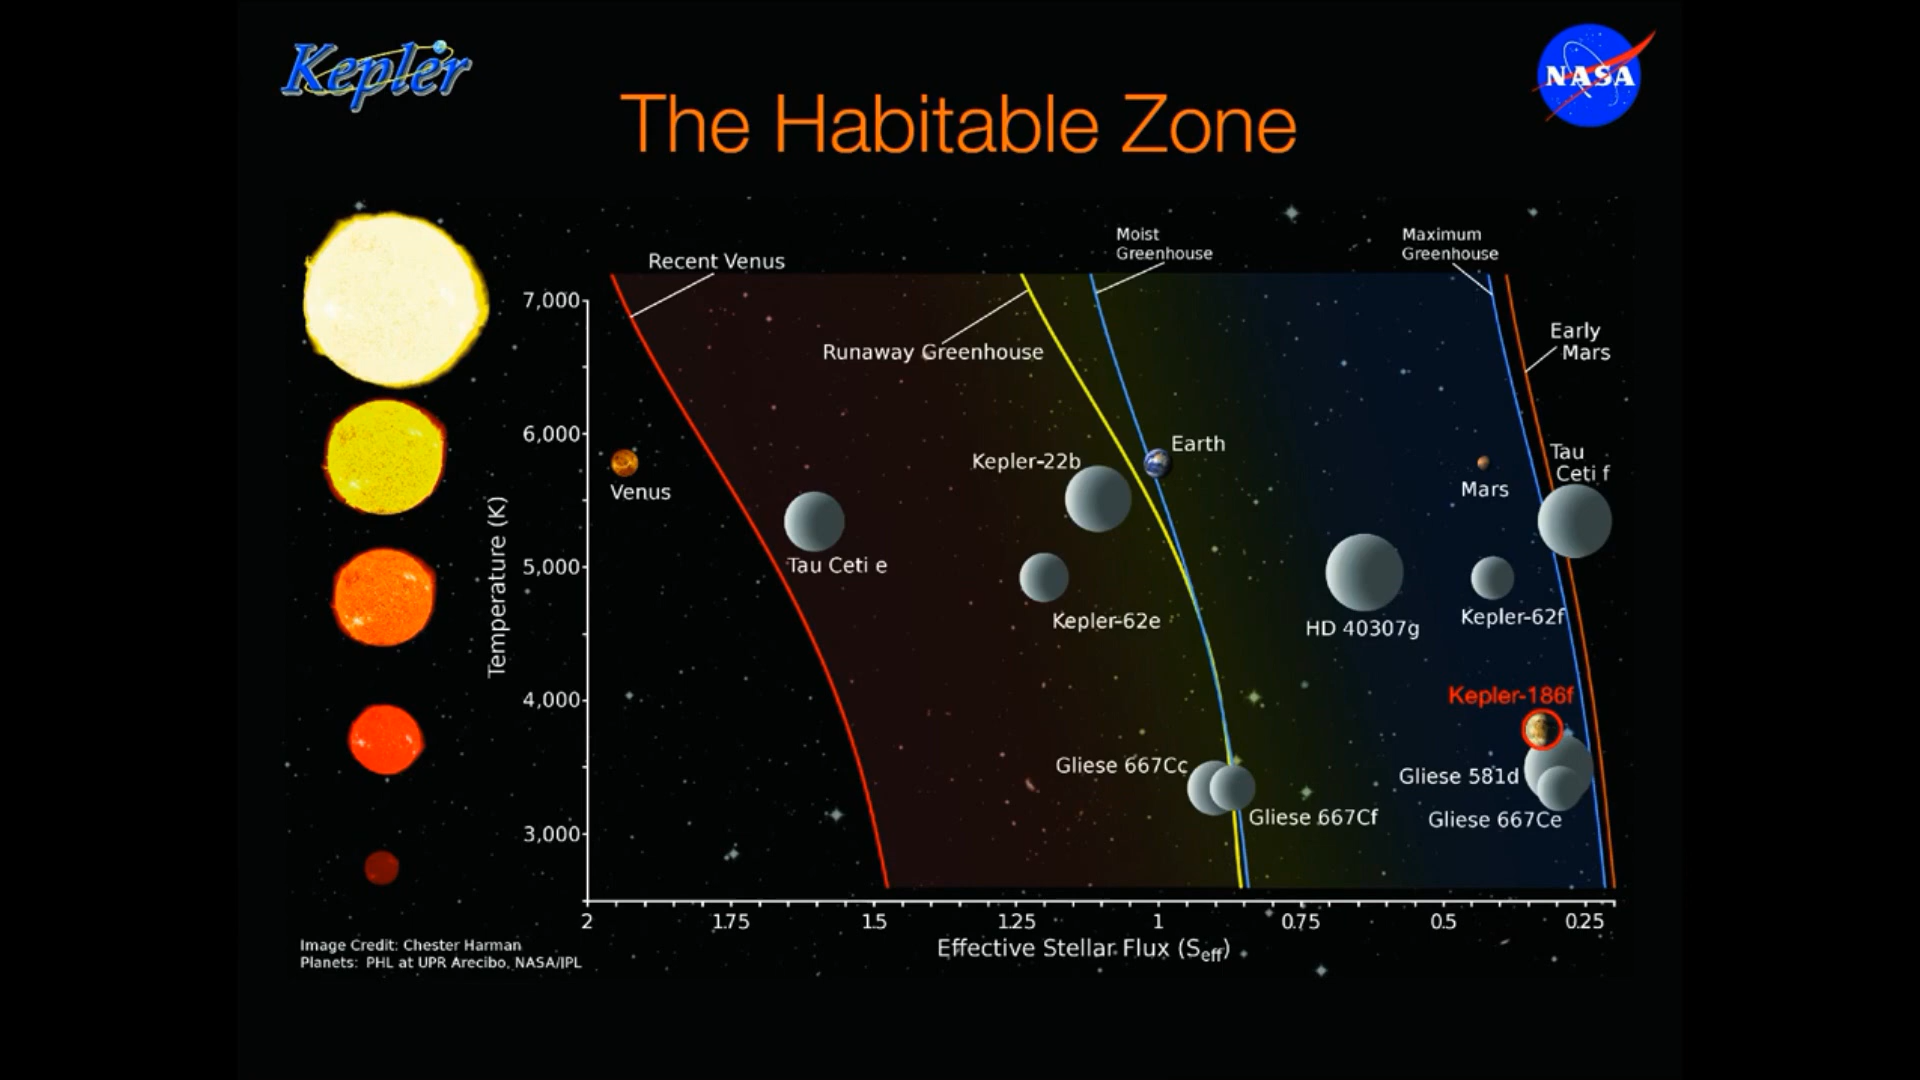 Kepler
NASA
The Habitable Zone
Recent Venus
Moist
Greenhouse
Maximum
Greenhouse
7,000
Early
Mars
Runaway Greenhouse
6,000
Earth
Kepler-22b
Tau
Ceti f
Venus
Mars
Temperature (K)
5,000
Tau Ceti e
Kepler-62e
HD 40307g
Kepler-62f
4,000
Kepler-186f
Gliese 667Cc
Gliese 581d
Gliese 667Cf
Gliese 667Ce
3,000
2 1.75 1.5 1.25 1 0.75 0.5 0.25
Effective Stellar Flux (Seff)
Image Credit: Chester Harman
Planets: PHL at UPR Arecibo, NASA/JPL